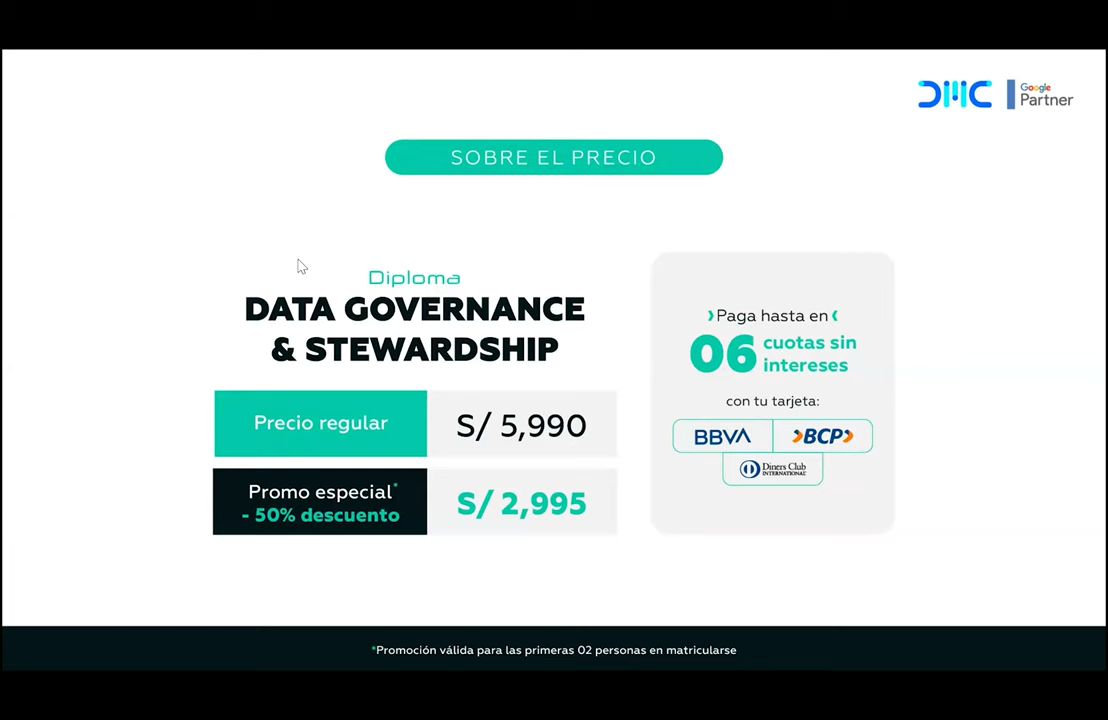 DMC
Google
Partner
SOBRE EL PRECIO
Diploma
DATA GOVERNANCE
& STEWARDSHIP
Precio regular
S/ 5,990
Promo especial*
- 50% descuento
S/ 2,995
Paga hasta en
06 cuotas sin
intereses
con tu tarjeta:
BBVA
BCP
Diners Club
INTERNATIONAL
*Promoción válida para las primeras 02 personas en matricularse